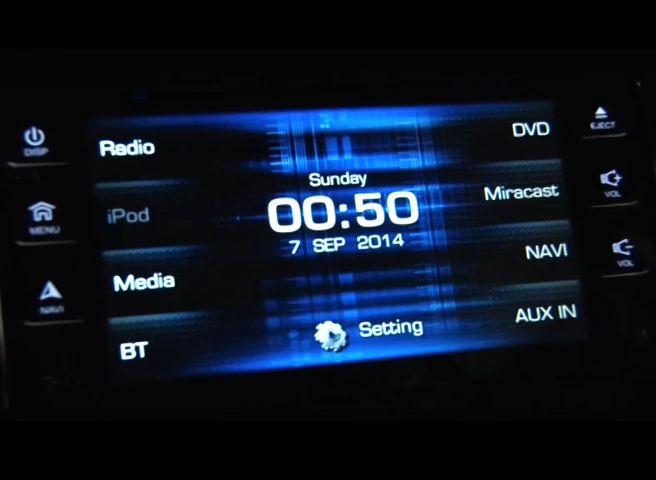 DISP
MENU
NAVI
Radio
iPod
Media
BT
Sunday
00:50
7 SEP 2014
Setting
DVD
Miracast
NAVI
AUX IN
EJECT
VOL
VOL